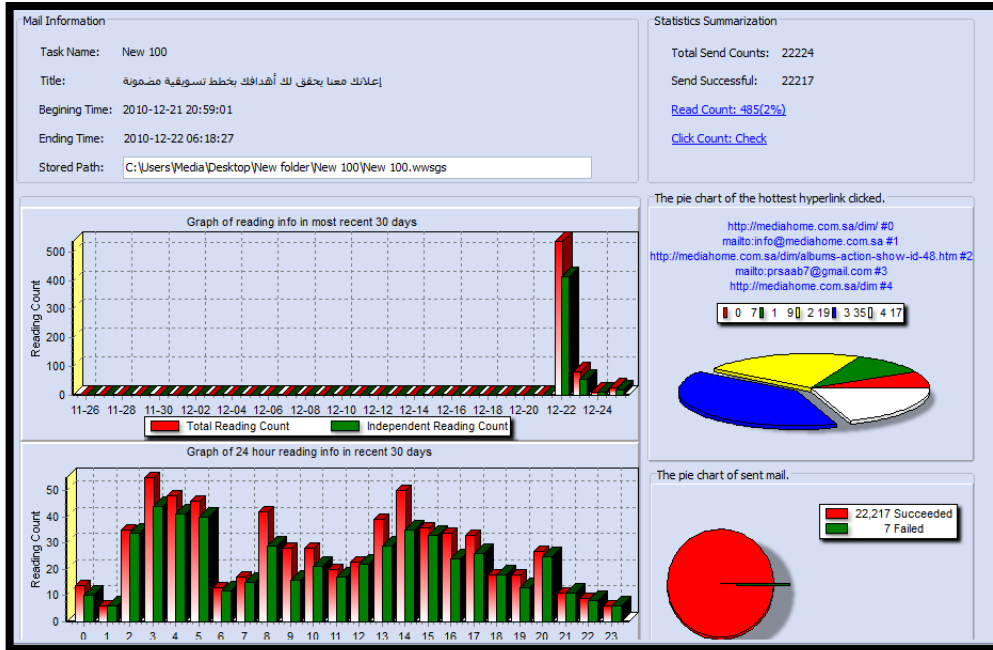 Mail Information
Task Name: New 100
Title: إعلانك معنا يحقق لك أهدافك بخطط تسويقية مضمونة
Begining Time: 2010-12-21 20:59:01
Ending Time: 2010-12-22 06:18:27
Stored Path: C:\Users\Media\Desktop\New folder\New 100\New 100.wwsgs
Statistics Summarization
Total Send Counts: 22224
Send Successful: 22217
Read Count: 485(2%)
Click Count: Check
Graph of reading info in most recent 30 days
Reading Count
500
400
300
200
100
0
11-26 11-28 11-30 12-02 12-04 12-06 12-08 12-10 12-12 12-14 12-16 12-18 12-20 12-22 12-24
Total Reading Count Independent Reading Count
Graph of 24 hour reading info in recent 30 days
Reading Count
50
40
30
20
10
0
0 1 2 3 4 5 6 7 8 9 10 11 12 13 14 15 16 17 18 19 20 21 22 23
The pie chart of the hottest hyperlink clicked.
http://mediahome.com.sa/dim/ #0
mailto:info@mediahome.com.sa #1
http://mediahome.com.sa/dim/albums-action-show-id-48.htm #2
mailto:prsaab7@gmail.com #3
http://mediahome.com.sa/dim #4
0 7 1 9 2 19 3 35 4 17
The pie chart of sent mail.
22,217 Succeeded
7 Failed